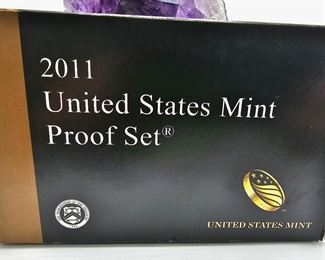 2011
United States Mint
Proof Set®
UNITED STATES MINT